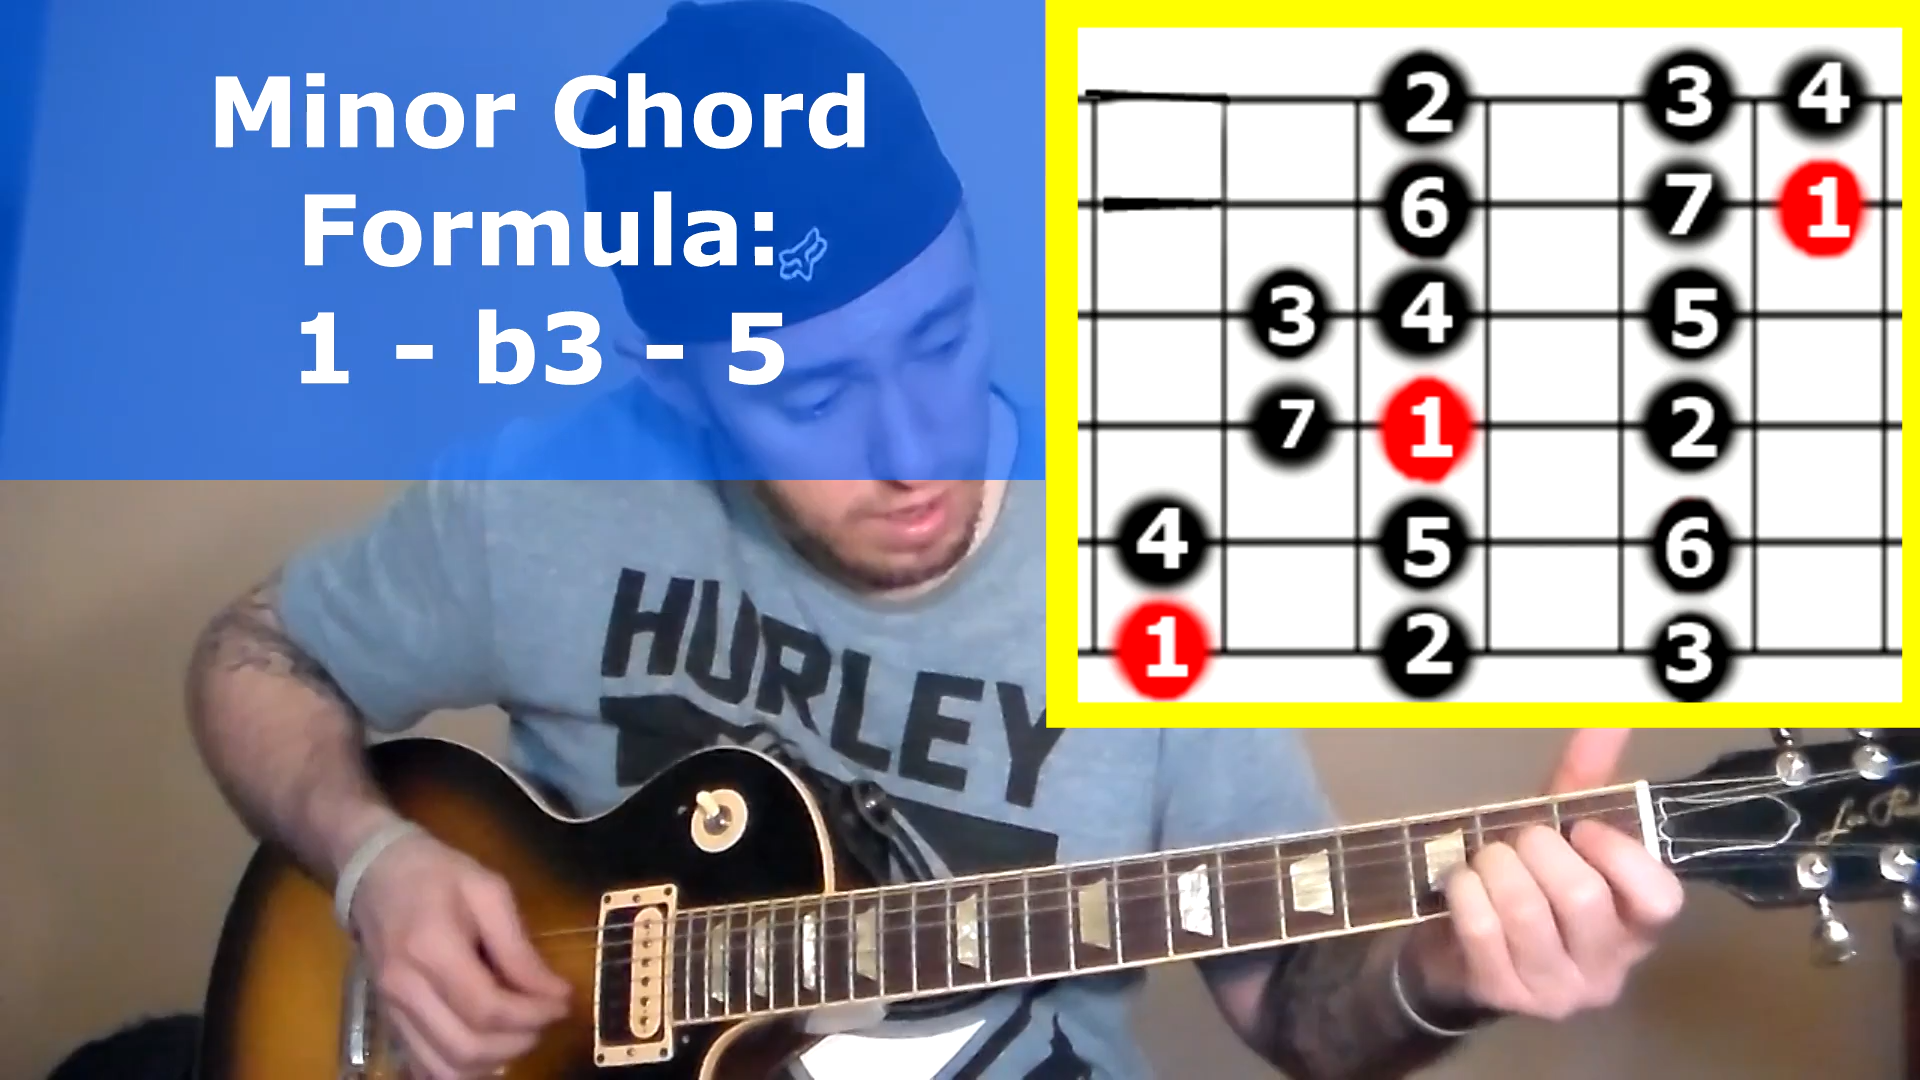 Minor Chord
Formula:
1 - b3 - 5
2 3 4
6 7 1
3 4 5
7 1 2
4 5 6
1 2 3
HURLEY